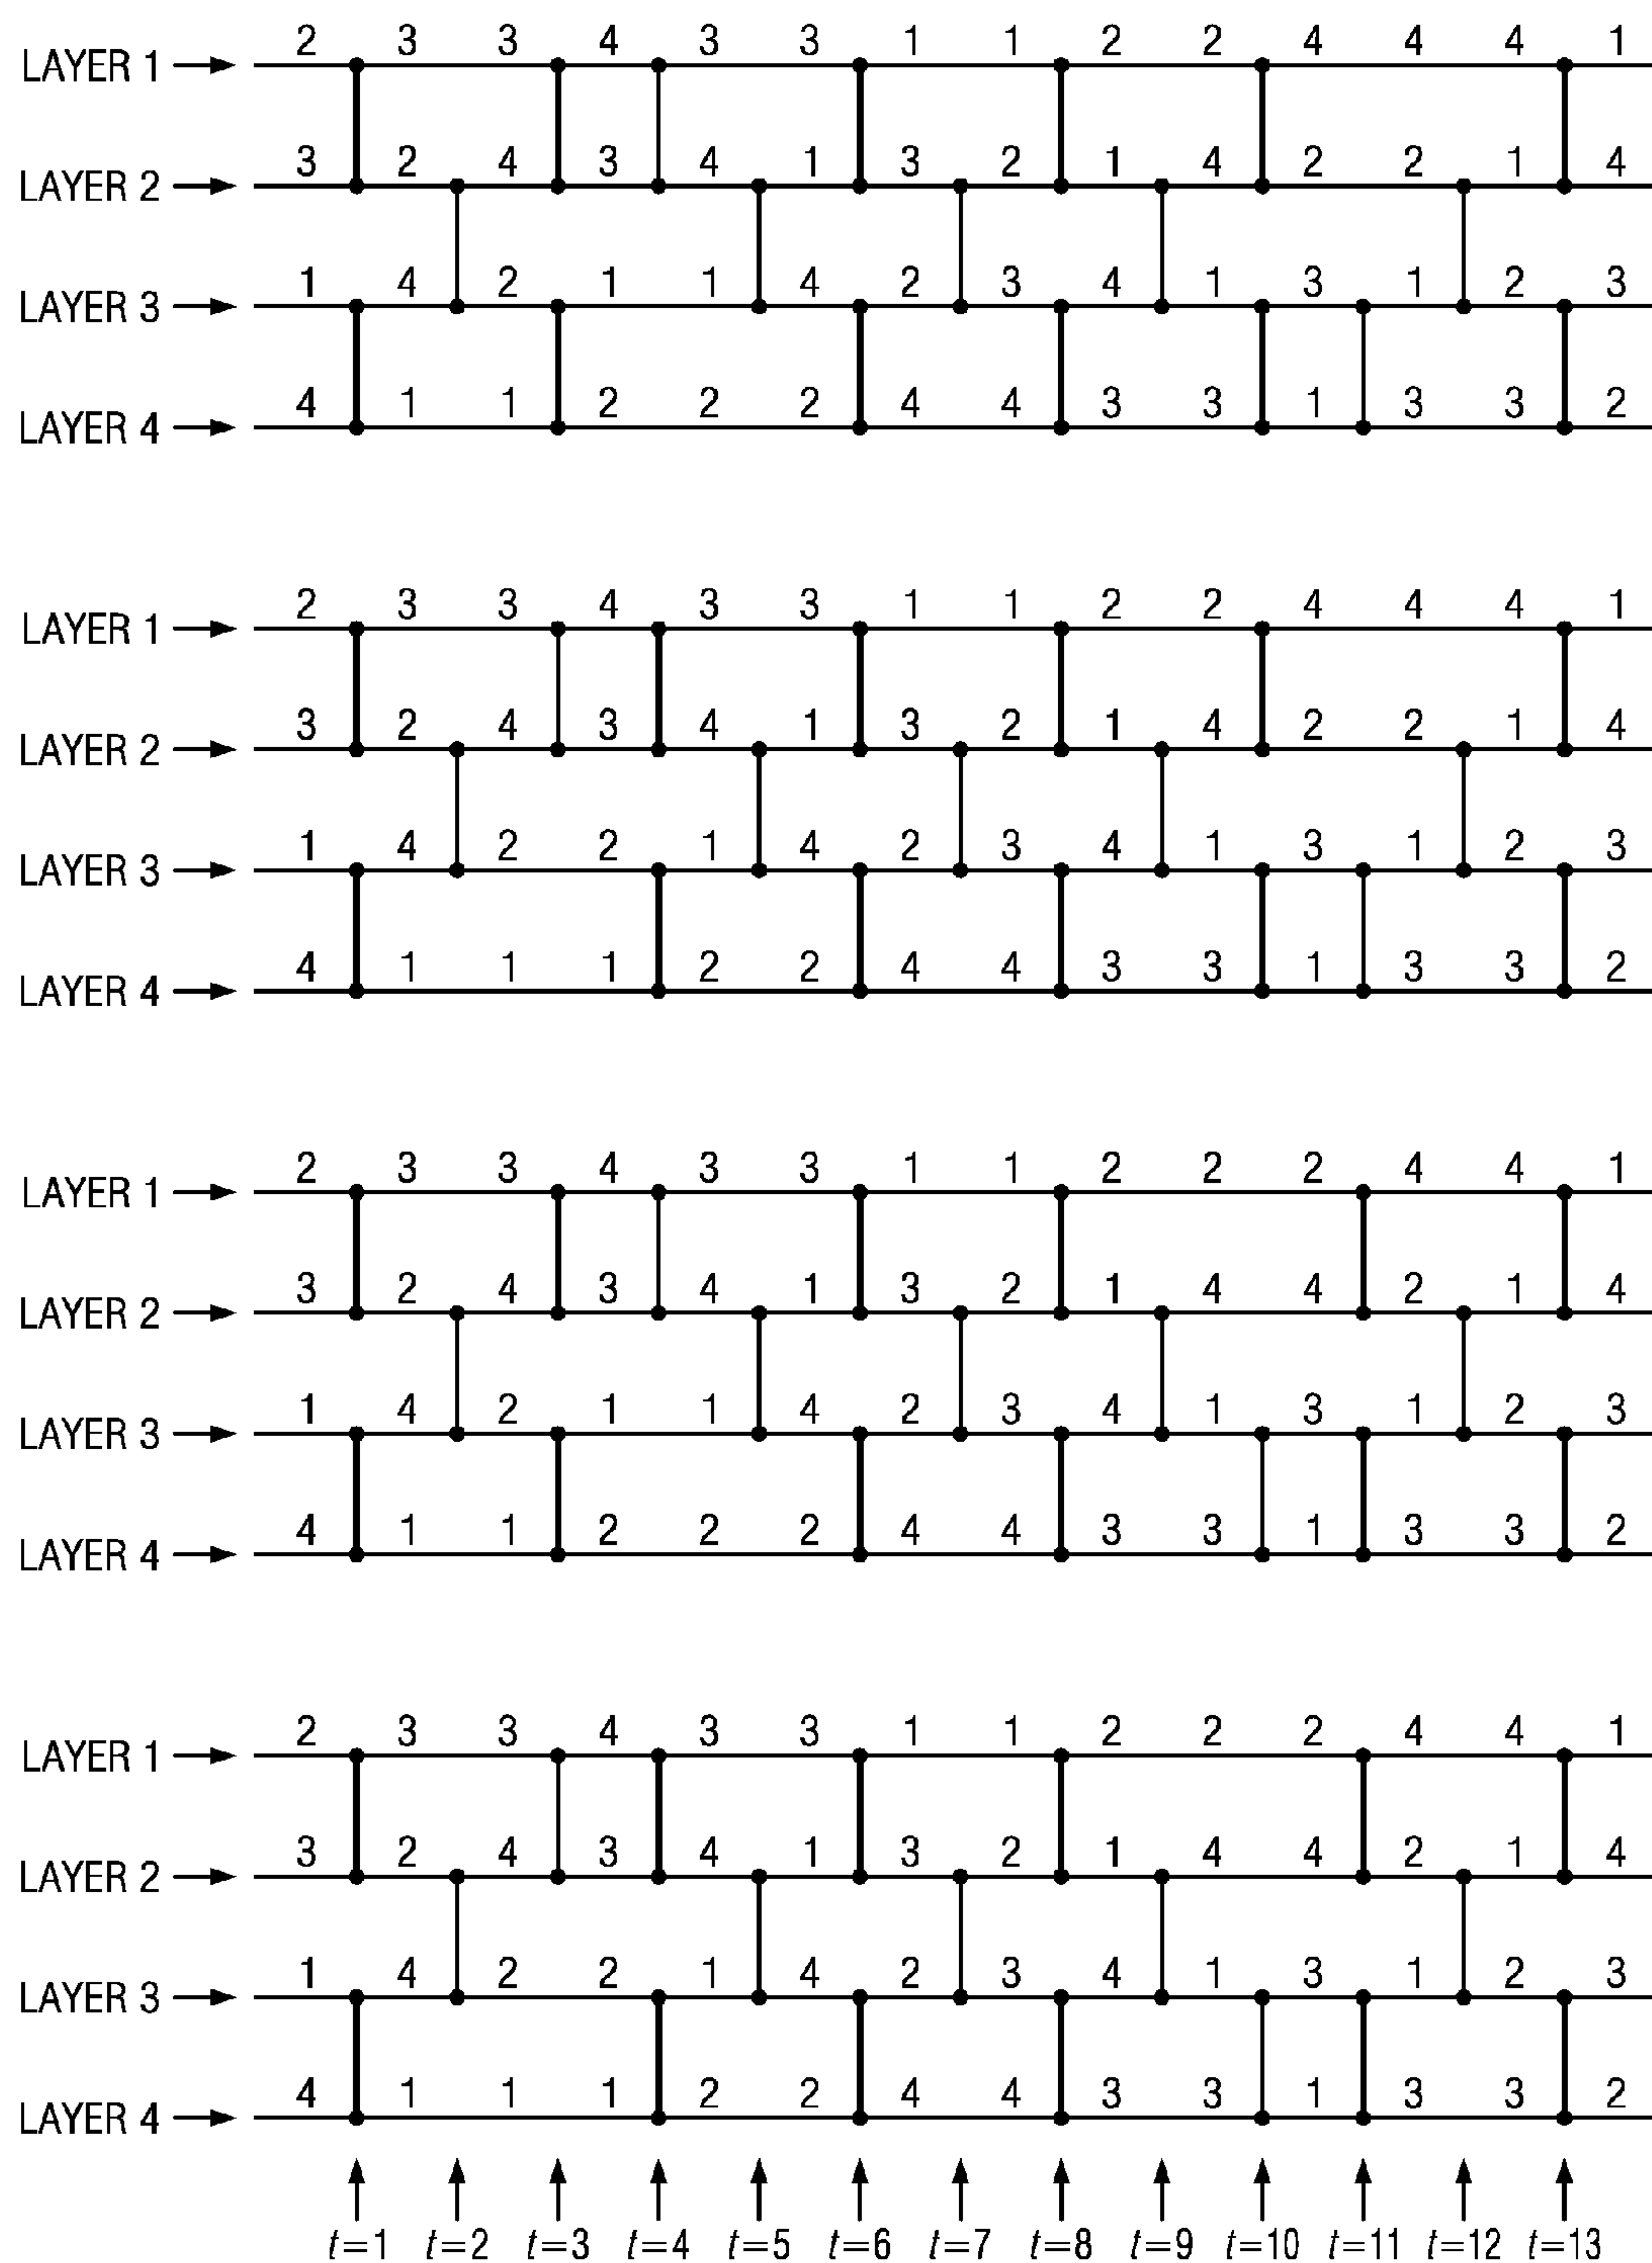 2 3 3 4 3 3 1 1 2 2 4 4 4 1
LAYER 1
3 2 4 3 4 1 3 2 1 4 2 2 1 4
LAYER 2
1 4 2 1 1 4 2 3 4 1 3 1 2 3
LAYER 3
4 1 1 2 2 2 4 4 3 3 1 3 3 2
LAYER 4
2 3 3 4 3 3 1 1 2 2 4 4 4 1
LAYER 1
3 2 4 3 4 1 3 2 1 4 2 2 1 4
LAYER 2
1 4 2 2 1 4 2 3 4 1 3 1 2 3
LAYER 3
4 1 1 1 2 2 4 4 3 3 1 3 3 2
LAYER 4
2 3 3 4 3 3 1 1 2 2 2 4 4 1
LAYER 1
3 2 4 3 4 1 3 2 1 4 4 2 1 4
LAYER 2
1 4 2 1 1 4 2 3 4 1 3 1 2 3
LAYER 3
4 1 1 2 2 2 4 4 3 3 1 3 3 2
LAYER 4
2 3 3 4 3 3 1 1 2 2 2 4 4 1
LAYER 1
3 2 4 3 4 1 3 2 1 4 4 2 1 4
LAYER 2
1 4 2 2 1 4 2 3 4 1 3 1 2 3
LAYER 3
4 1 1 1 2 2 4 4 3 3 1 3 3 2
LAYER 4
t=1 t=2 t=3 t=4 t=5 t=6 t=7 t=8 t=9 t=10 t=11 t=12 t=13